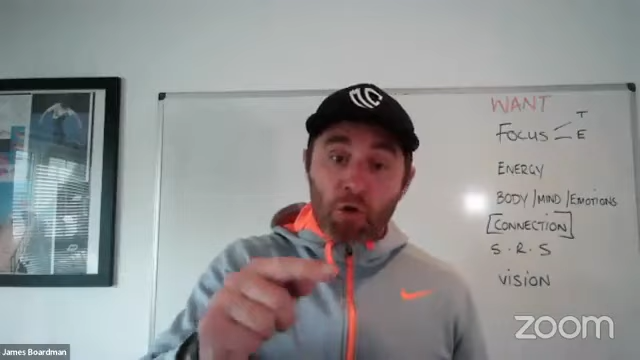 WANT
FOCUS
T
E
ENERGY
BODY/MIND/EMOTIONS
[CONNECTION]
S.R.S
VISION
zoom
James Boardman